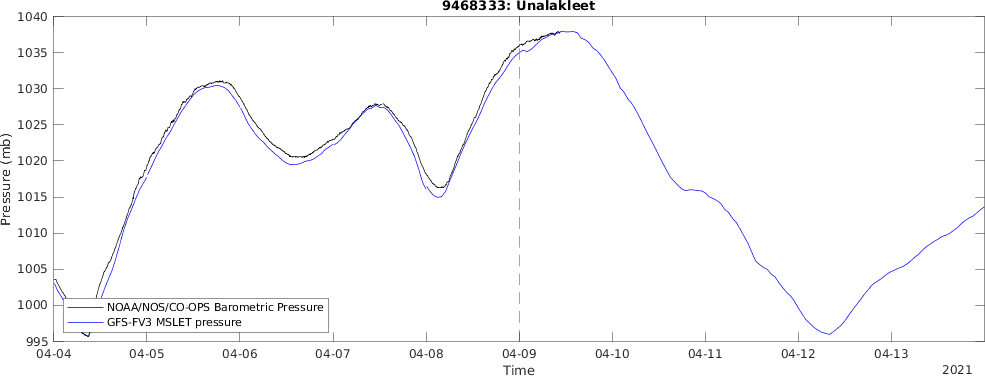 9468333: Unalakleet
Pressure (mb)
1040
1035
1030
1025
1020
1015
1010
1005
1000
995
NOAA/NOS/CO-OPS Barometric Pressure
GFS-FV3 MSLET pressure
04-04 04-05 04-06 04-07 04-08 04-09 04-10 04-11 04-12 04-13
Time
2021